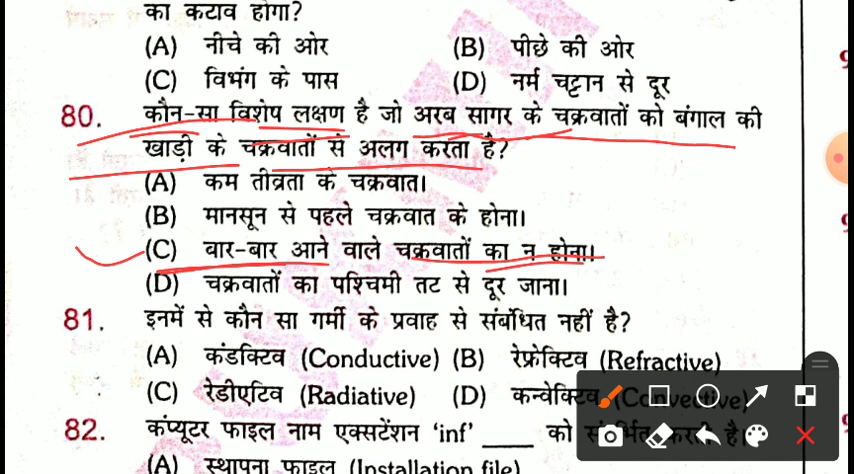 का कटाव होगा?
(A) नीचे की ओर (B) पीछे की ओर
(C) विभंग के पास (D) नर्म चट्टान से दूर
80. कौन-सा विशेष लक्षण है जो अरब सागर के चक्रवातों को बंगाल की
खाड़ी के चक्रवातों से अलग करता है?
(A) कम तीव्रता के चक्रवात।
(B) मानसून से पहले चक्रवात के होना।
(C) बार-बार आने वाले चक्रवातों का न होना।
(D) चक्रवातों का पश्चिमी तट से दूर जाना।
81. इनमें से कौन सा गर्मी के प्रवाह से संबंधित नहीं है?
(A) कंडक्टिव (Conductive) (B) रेफ्रेक्टिव (Refractive)
(C) रेडीएटिव (Radiative) (D) कन्वेक्टिव (Convective)
82. कंप्यूटर फाइल नाम एक्सटेंशन 'inf' ____ को संदर्भित करता है।
(A) स्थापना फाइल (Installation file)